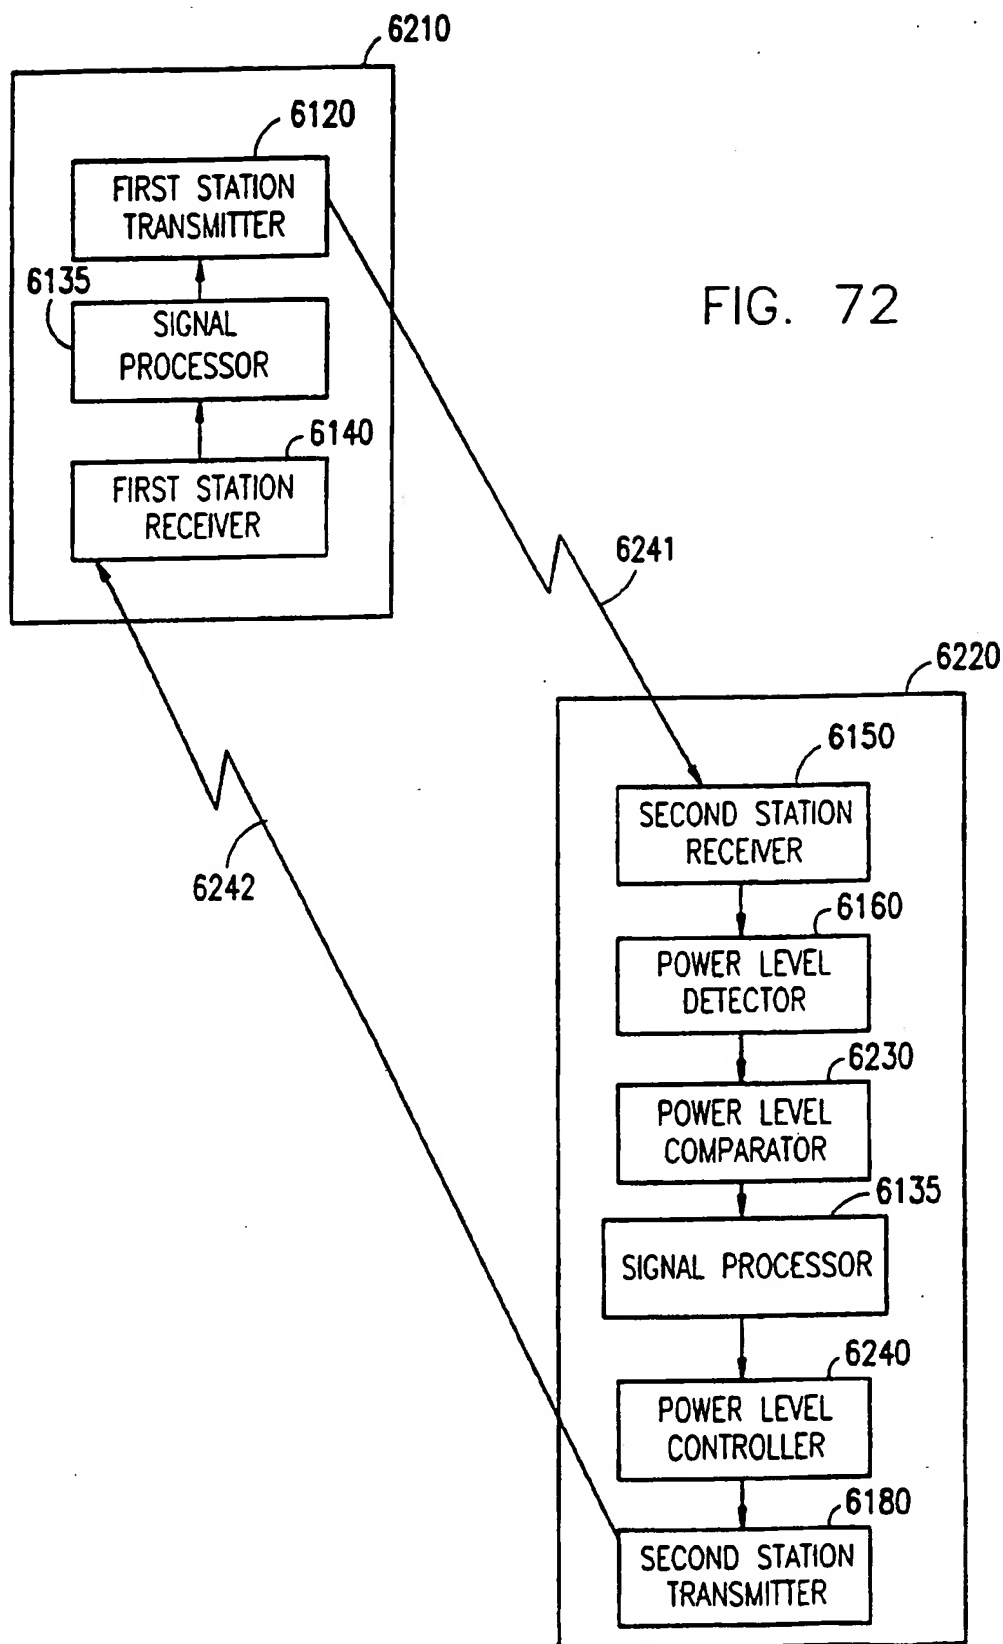 6210
6120
FIRST STATION
TRANSMITTER
6135
SIGNAL
PROCESSOR
FIG. 72
6140
FIRST STATION
RECEIVER
6241
6220
6150
SECOND STATION
RECEIVER
6242
6160
POWER LEVEL
DETECTOR
6230
POWER LEVEL
COMPARATOR
6135
SIGNAL PROCESSOR
6240
POWER LEVEL
CONTROLLER
6180
SECOND STATION
TRANSMITTER